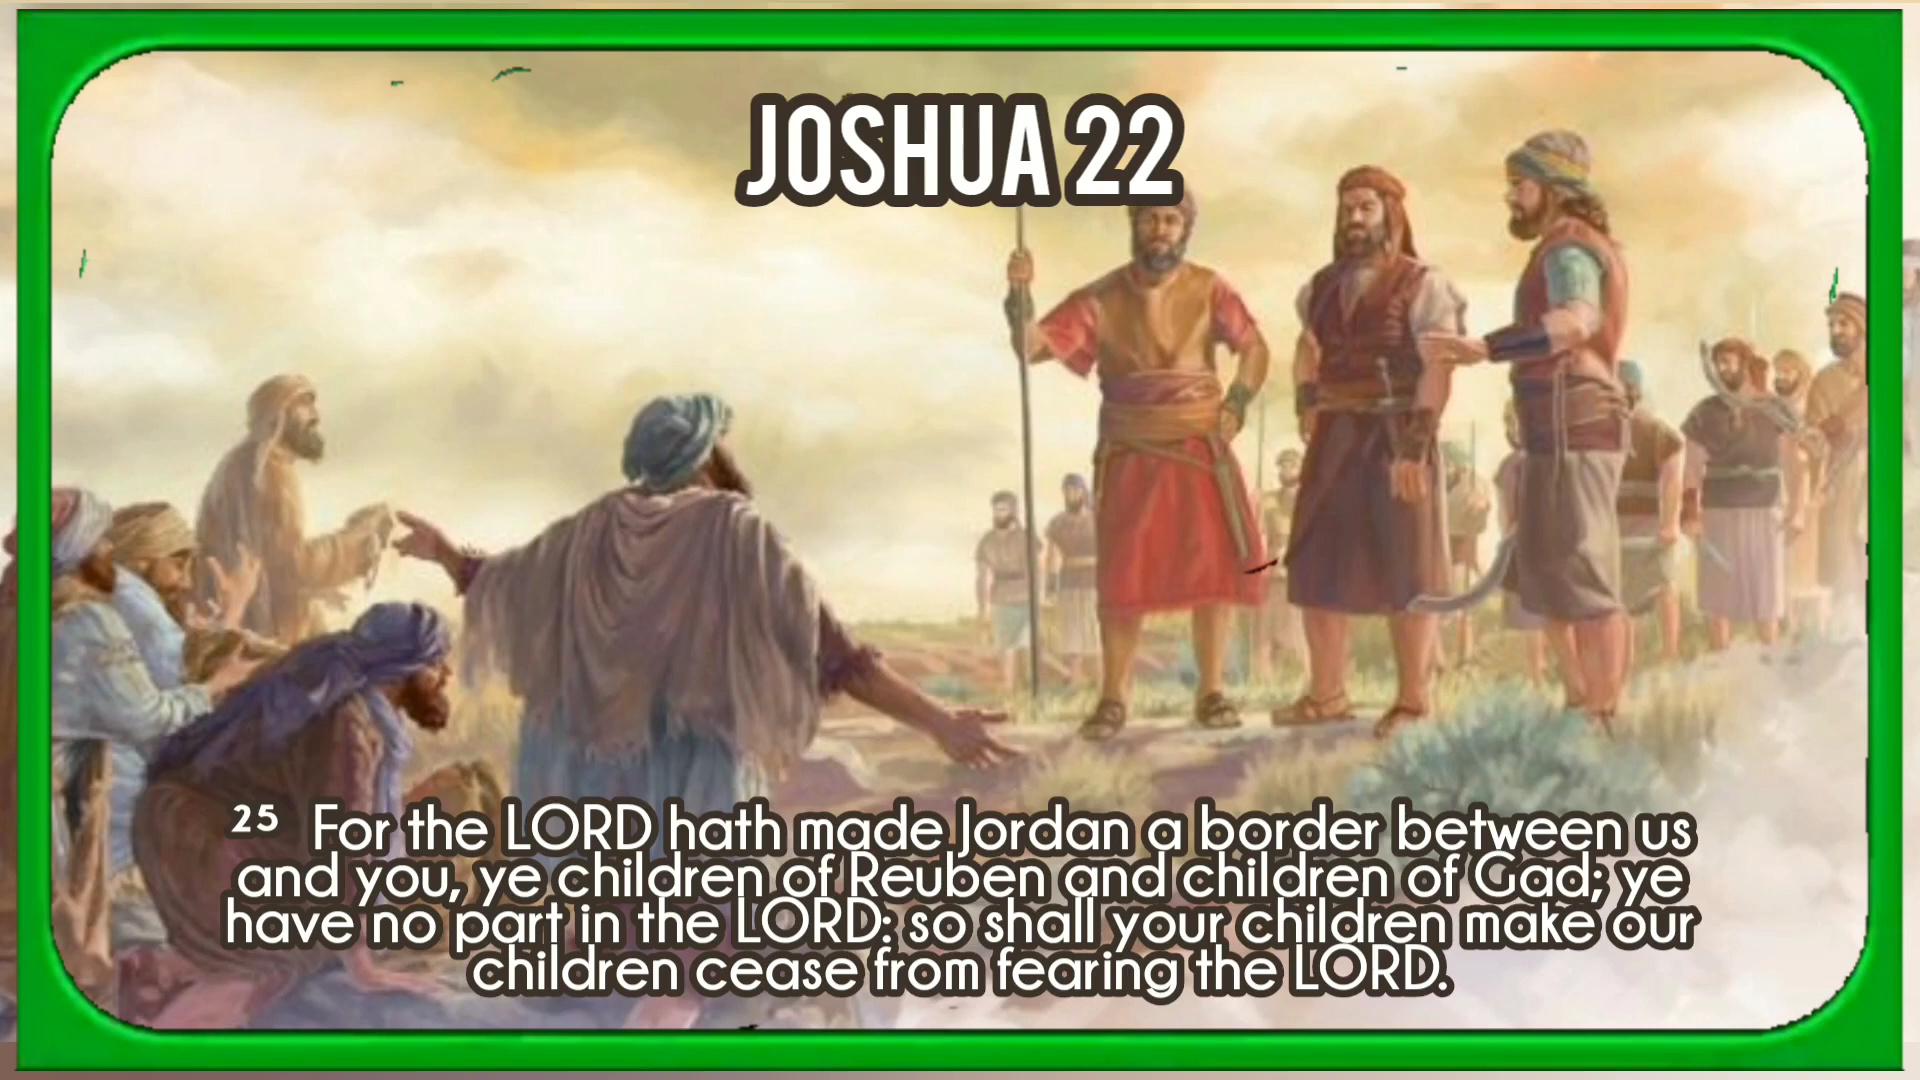 JOSHUA 22
25 For the LORD hath made Jordan a border between us
and you, ye children of Reuben and children of Gad; ye
have no part in the LORD: so shall your children make our
children cease from fearing the LORD.